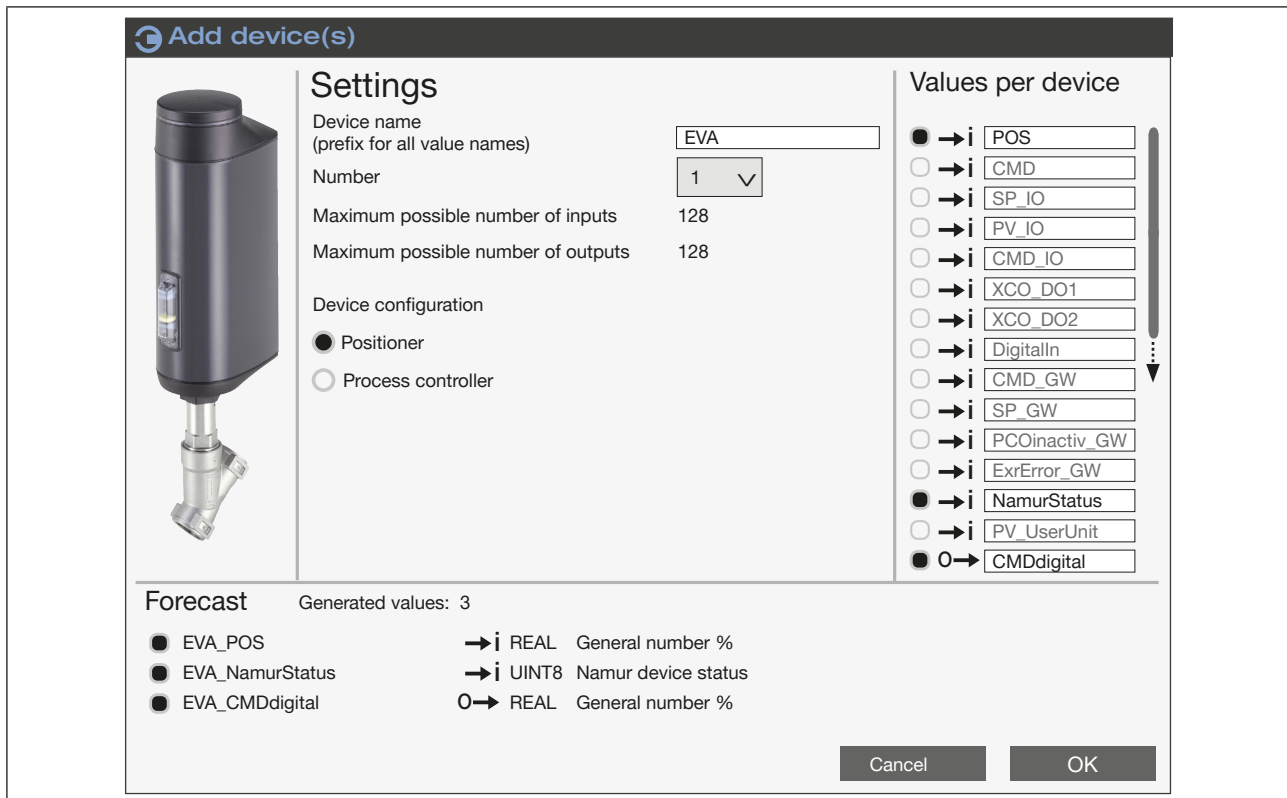 Add device(s)
Settings
Device name
(prefix for all value names)
EVA
Number
1
Maximum possible number of inputs
128
Maximum possible number of outputs
128
Device configuration
Positioner
Process controller
Values per device
→i POS
→i CMD
→i SP_IO
→i PV_IO
→i CMD_IO
→i XCO_DO1
→i XCO_DO2
→i DigitalIn
→i CMD_GW
→i SP_GW
→i PCOinactiv_GW
→i ExrError_GW
→i NamurStatus
→i PV_UserUnit
O→ CMDdigital
Forecast Generated values: 3
EVA_POS →i REAL General number %
EVA_NamurStatus →i UINT8 Namur device status
EVA_CMDdigital O→ REAL General number %
Cancel OK